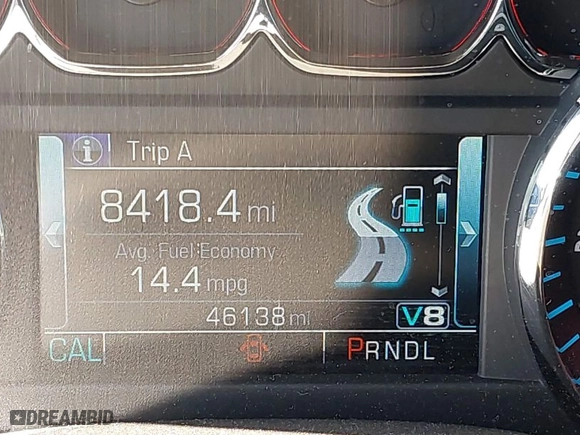 i Trip A
8418.4 mi
Avg. Fuel Economy
14.4 mpg
46138 mi V8
CAL PRNDL
DREAMBID